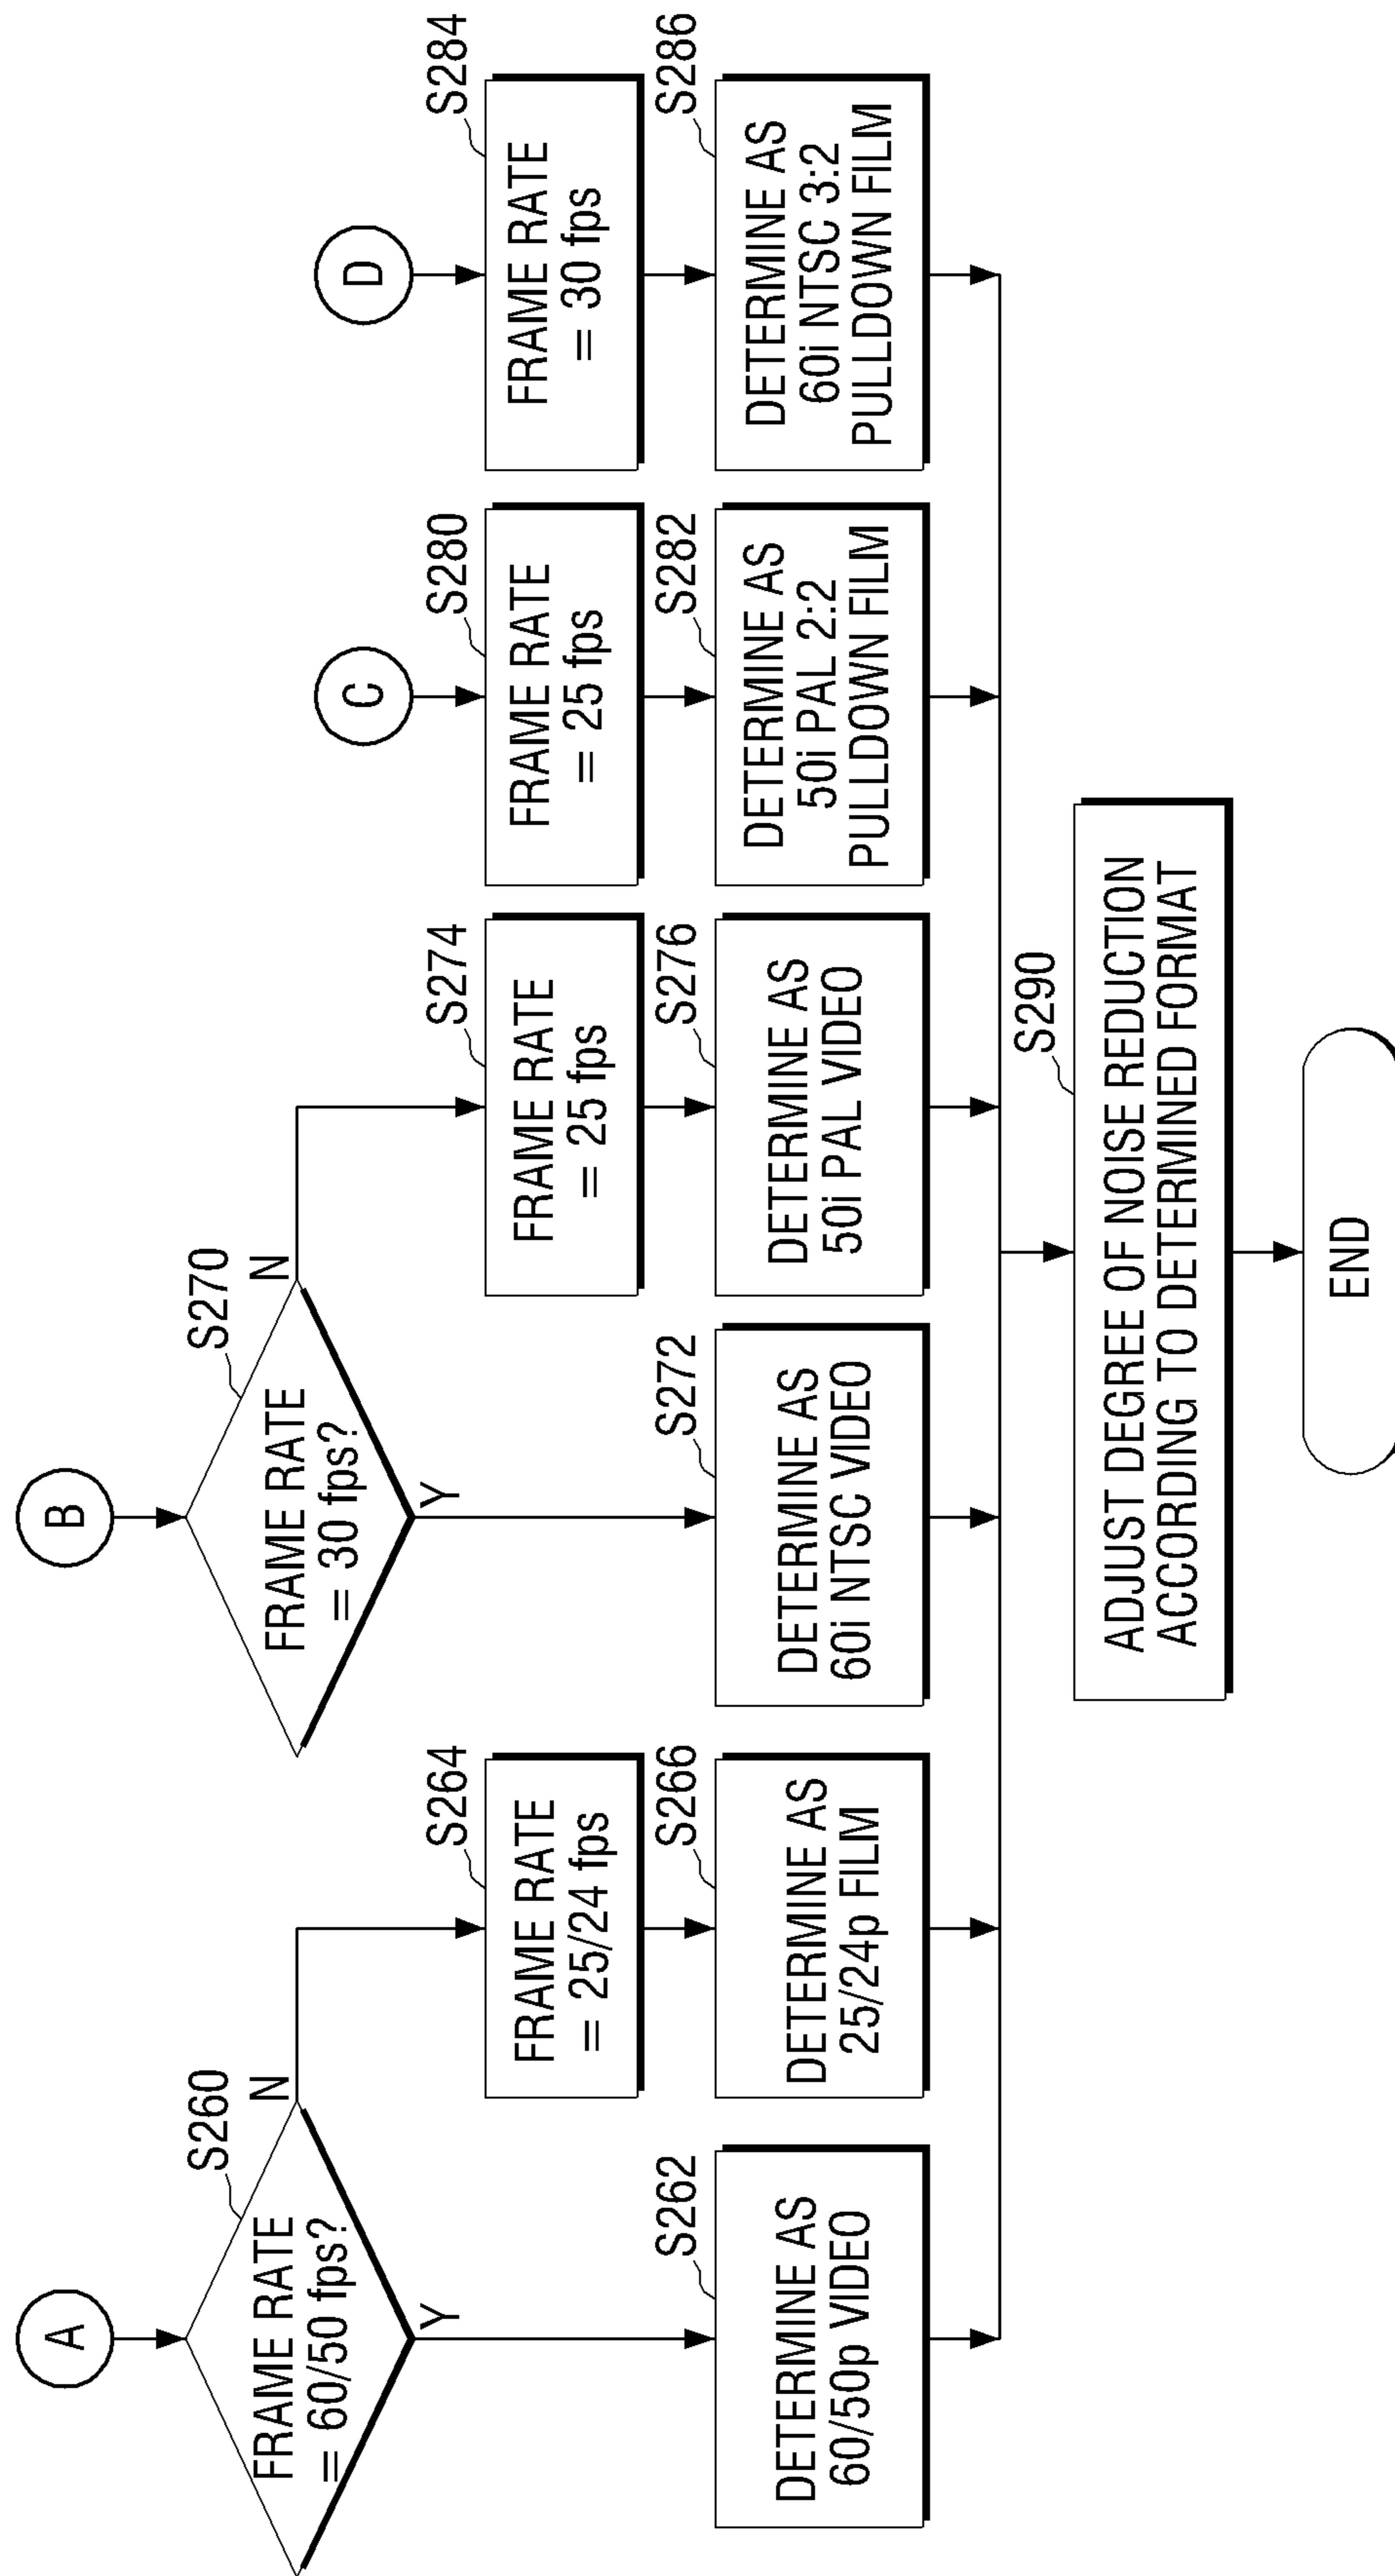 A
S260
FRAME RATE
= 60/50 fps?
N
Y
S264
FRAME RATE
= 25/24 fps
S262
DETERMINE AS
60/50p VIDEO
S266
DETERMINE AS
25/24p FILM
B
S270
FRAME RATE
= 30 fps?
N
Y
S274
FRAME RATE
= 25 fps
S272
DETERMINE AS
60i NTSC VIDEO
S276
DETERMINE AS
50i PAL VIDEO
C
S280
FRAME RATE
= 25 fps
S282
DETERMINE AS
50i PAL 2:2
PULLDOWN FILM
D
S284
FRAME RATE
= 30 fps
S286
DETERMINE AS
60i NTSC 3:2
PULLDOWN FILM
S290
ADJUST DEGREE OF NOISE REDUCTION
ACCORDING TO DETERMINED FORMAT
END